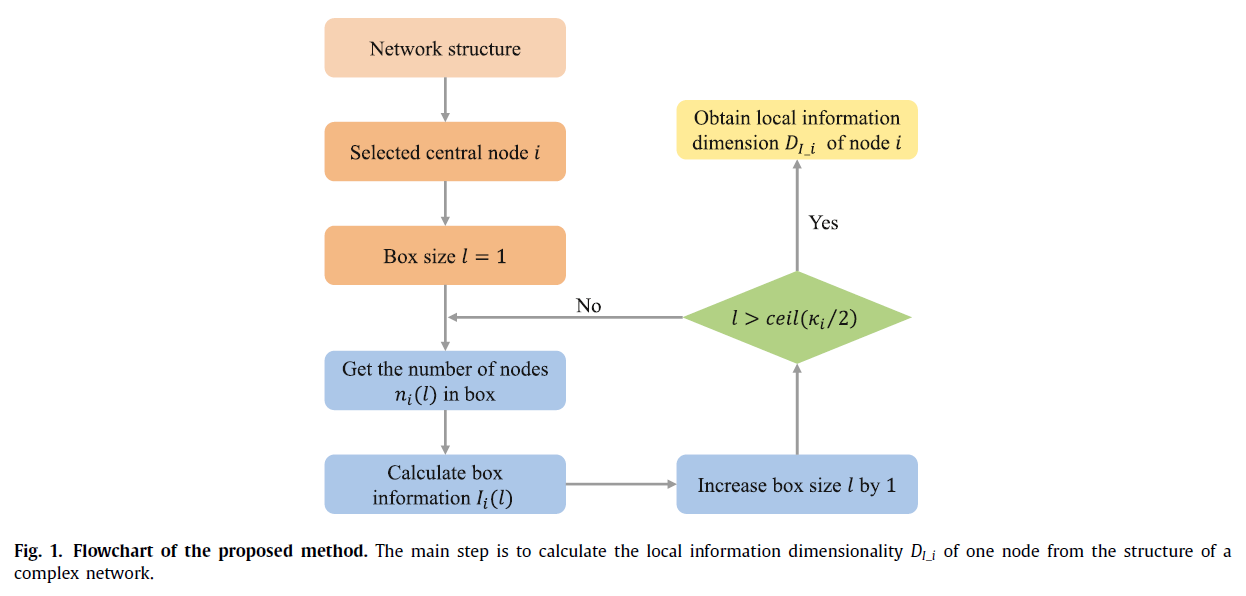 Network structure
Selected central node i
Box size l = 1
Get the number of nodes
n_i(l) in box
Calculate box
information I_i(l)
Increase box size l by 1
l > ceil(κ_i/2)
No
Yes
Obtain local information
dimension D_{I_i} of node i
Fig. 1. Flowchart of the proposed method. The main step is to calculate the local information dimensionality D_{I_i} of one node from the structure of a
complex network.